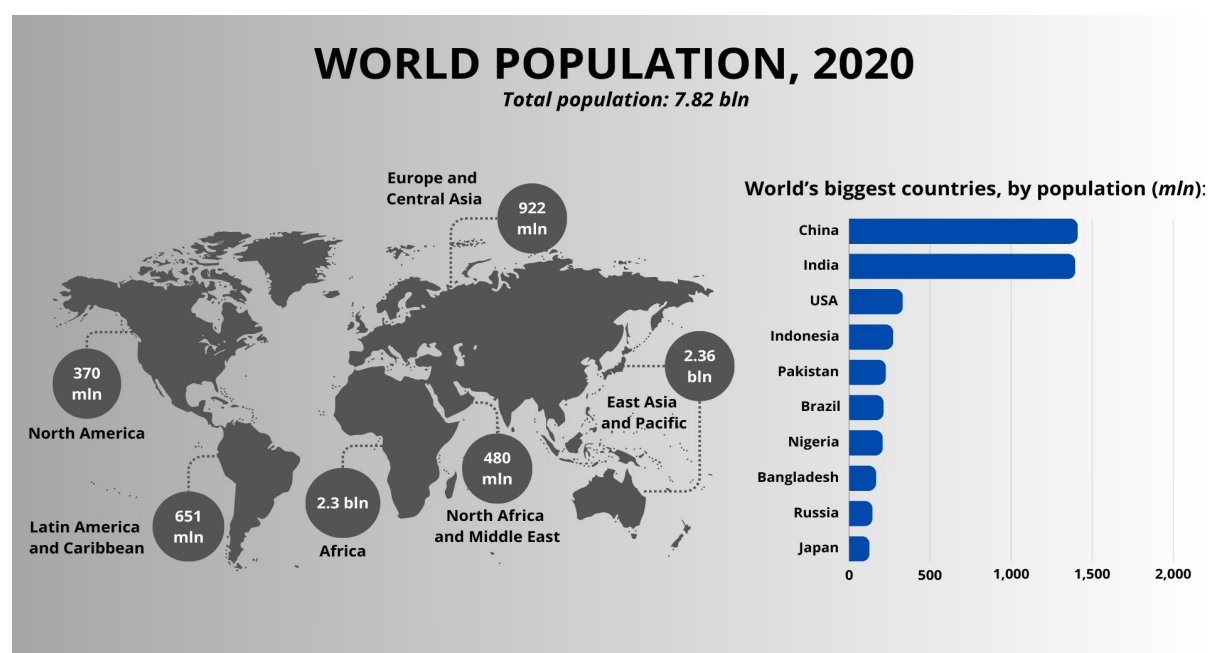 WORLD POPULATION, 2020
Total population: 7.82 bln
Europe and
Central Asia
922
mln
370
mln
North America
2.36
bln
East Asia
and Pacific
480
mln
North Africa
and Middle East
2.3 bln
Africa
651
mln
Latin America
and Caribbean
World's biggest countries, by population (mln):
China
India
USA
Indonesia
Pakistan
Brazil
Nigeria
Bangladesh
Russia
Japan
0 500 1,000 1,500 2,000